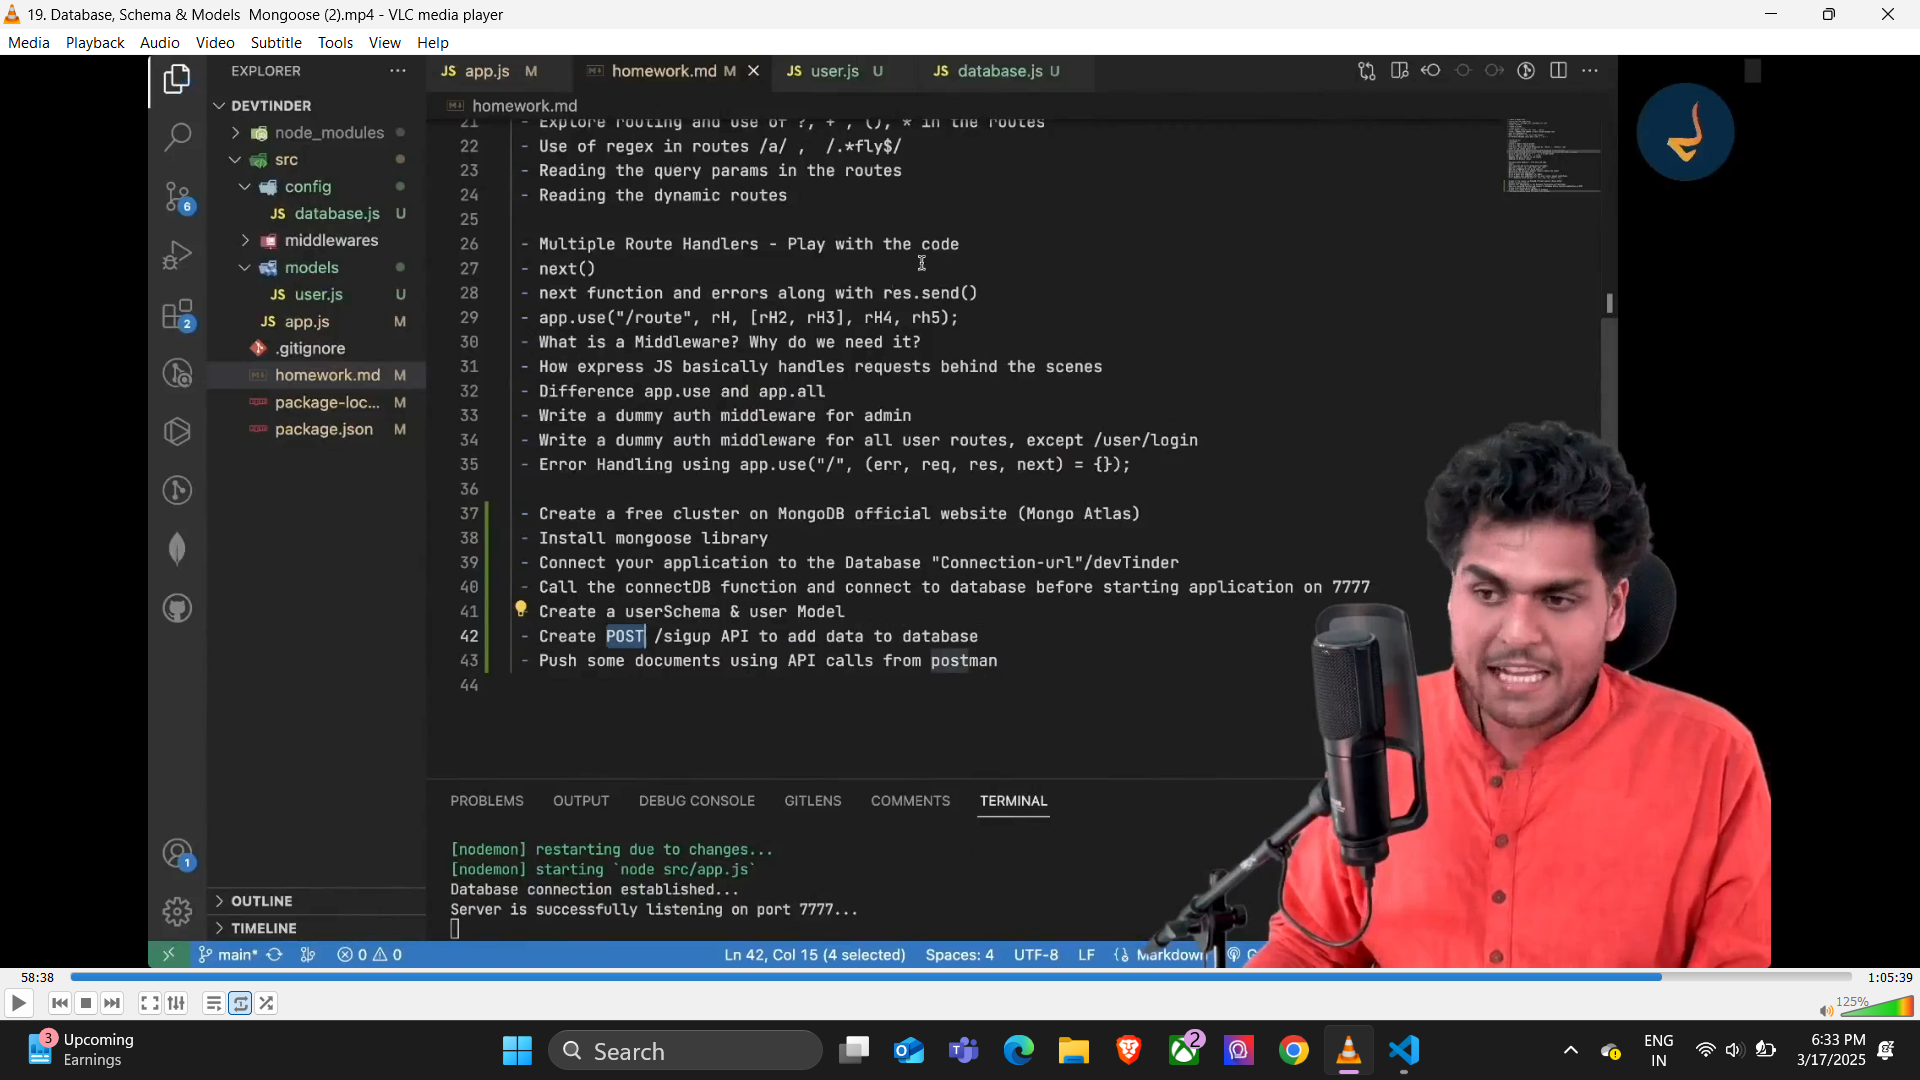 19. Database, Schema & Models  Mongoose (2).mp4 - VLC media player
Media Playback Audio Video Subtitle Tools View Help
EXPLORER
DEVTINDER
node_modules
src
config
JS database.js U
middlewares
models
JS user.js U
JS app.js M
.gitignore
homework.md M
package-loc... M
package.json M
OUTLINE
TIMELINE
6
2
1
JS app.js M
homework.md M
JS user.js U
JS database.js U
homework.md
21 - Explore routing and use of ?, + , (), * in the routes
22 - Use of regex in routes /a/ ,  /.*fly$/
23 - Reading the query params in the routes
24 - Reading the dynamic routes
25
26 - Multiple Route Handlers - Play with the code
27 - next()
28 - next function and errors along with res.send()
29 - app.use("/route", rH, [rH2, rH3], rH4, rh5);
30 - What is a Middleware? Why do we need it?
31 - How express JS basically handles requests behind the scenes
32 - Difference app.use and app.all
33 - Write a dummy auth middleware for admin
34 - Write a dummy auth middleware for all user routes, except /user/login
35 - Error Handling using app.use("/", (err, req, res, next) = {});
36
37 - Create a free cluster on MongoDB official website (Mongo Atlas)
38 - Install mongoose library
39 - Connect your application to the Database "Connection-url"/devTinder
40 - Call the connectDB function and connect to database before starting application on 7777
41 - Create a userSchema & user Model
42 - Create POST /sigup API to add data to database
43 - Push some documents using API calls from postman
44
PROBLEMS OUTPUT DEBUG CONSOLE GITLENS COMMENTS TERMINAL
[nodemon] restarting due to changes...
[nodemon] starting `node src/app.js`
Database connection established...
Server is successfully listening on port 7777...
main* 0 0 Ln 42, Col 15 (4 selected) Spaces: 4 UTF-8 LF {} Markdown
58:38 1:05:39
125%
3 Upcoming
Earnings
Search
2
ENG
IN
6:33 PM
3/17/2025